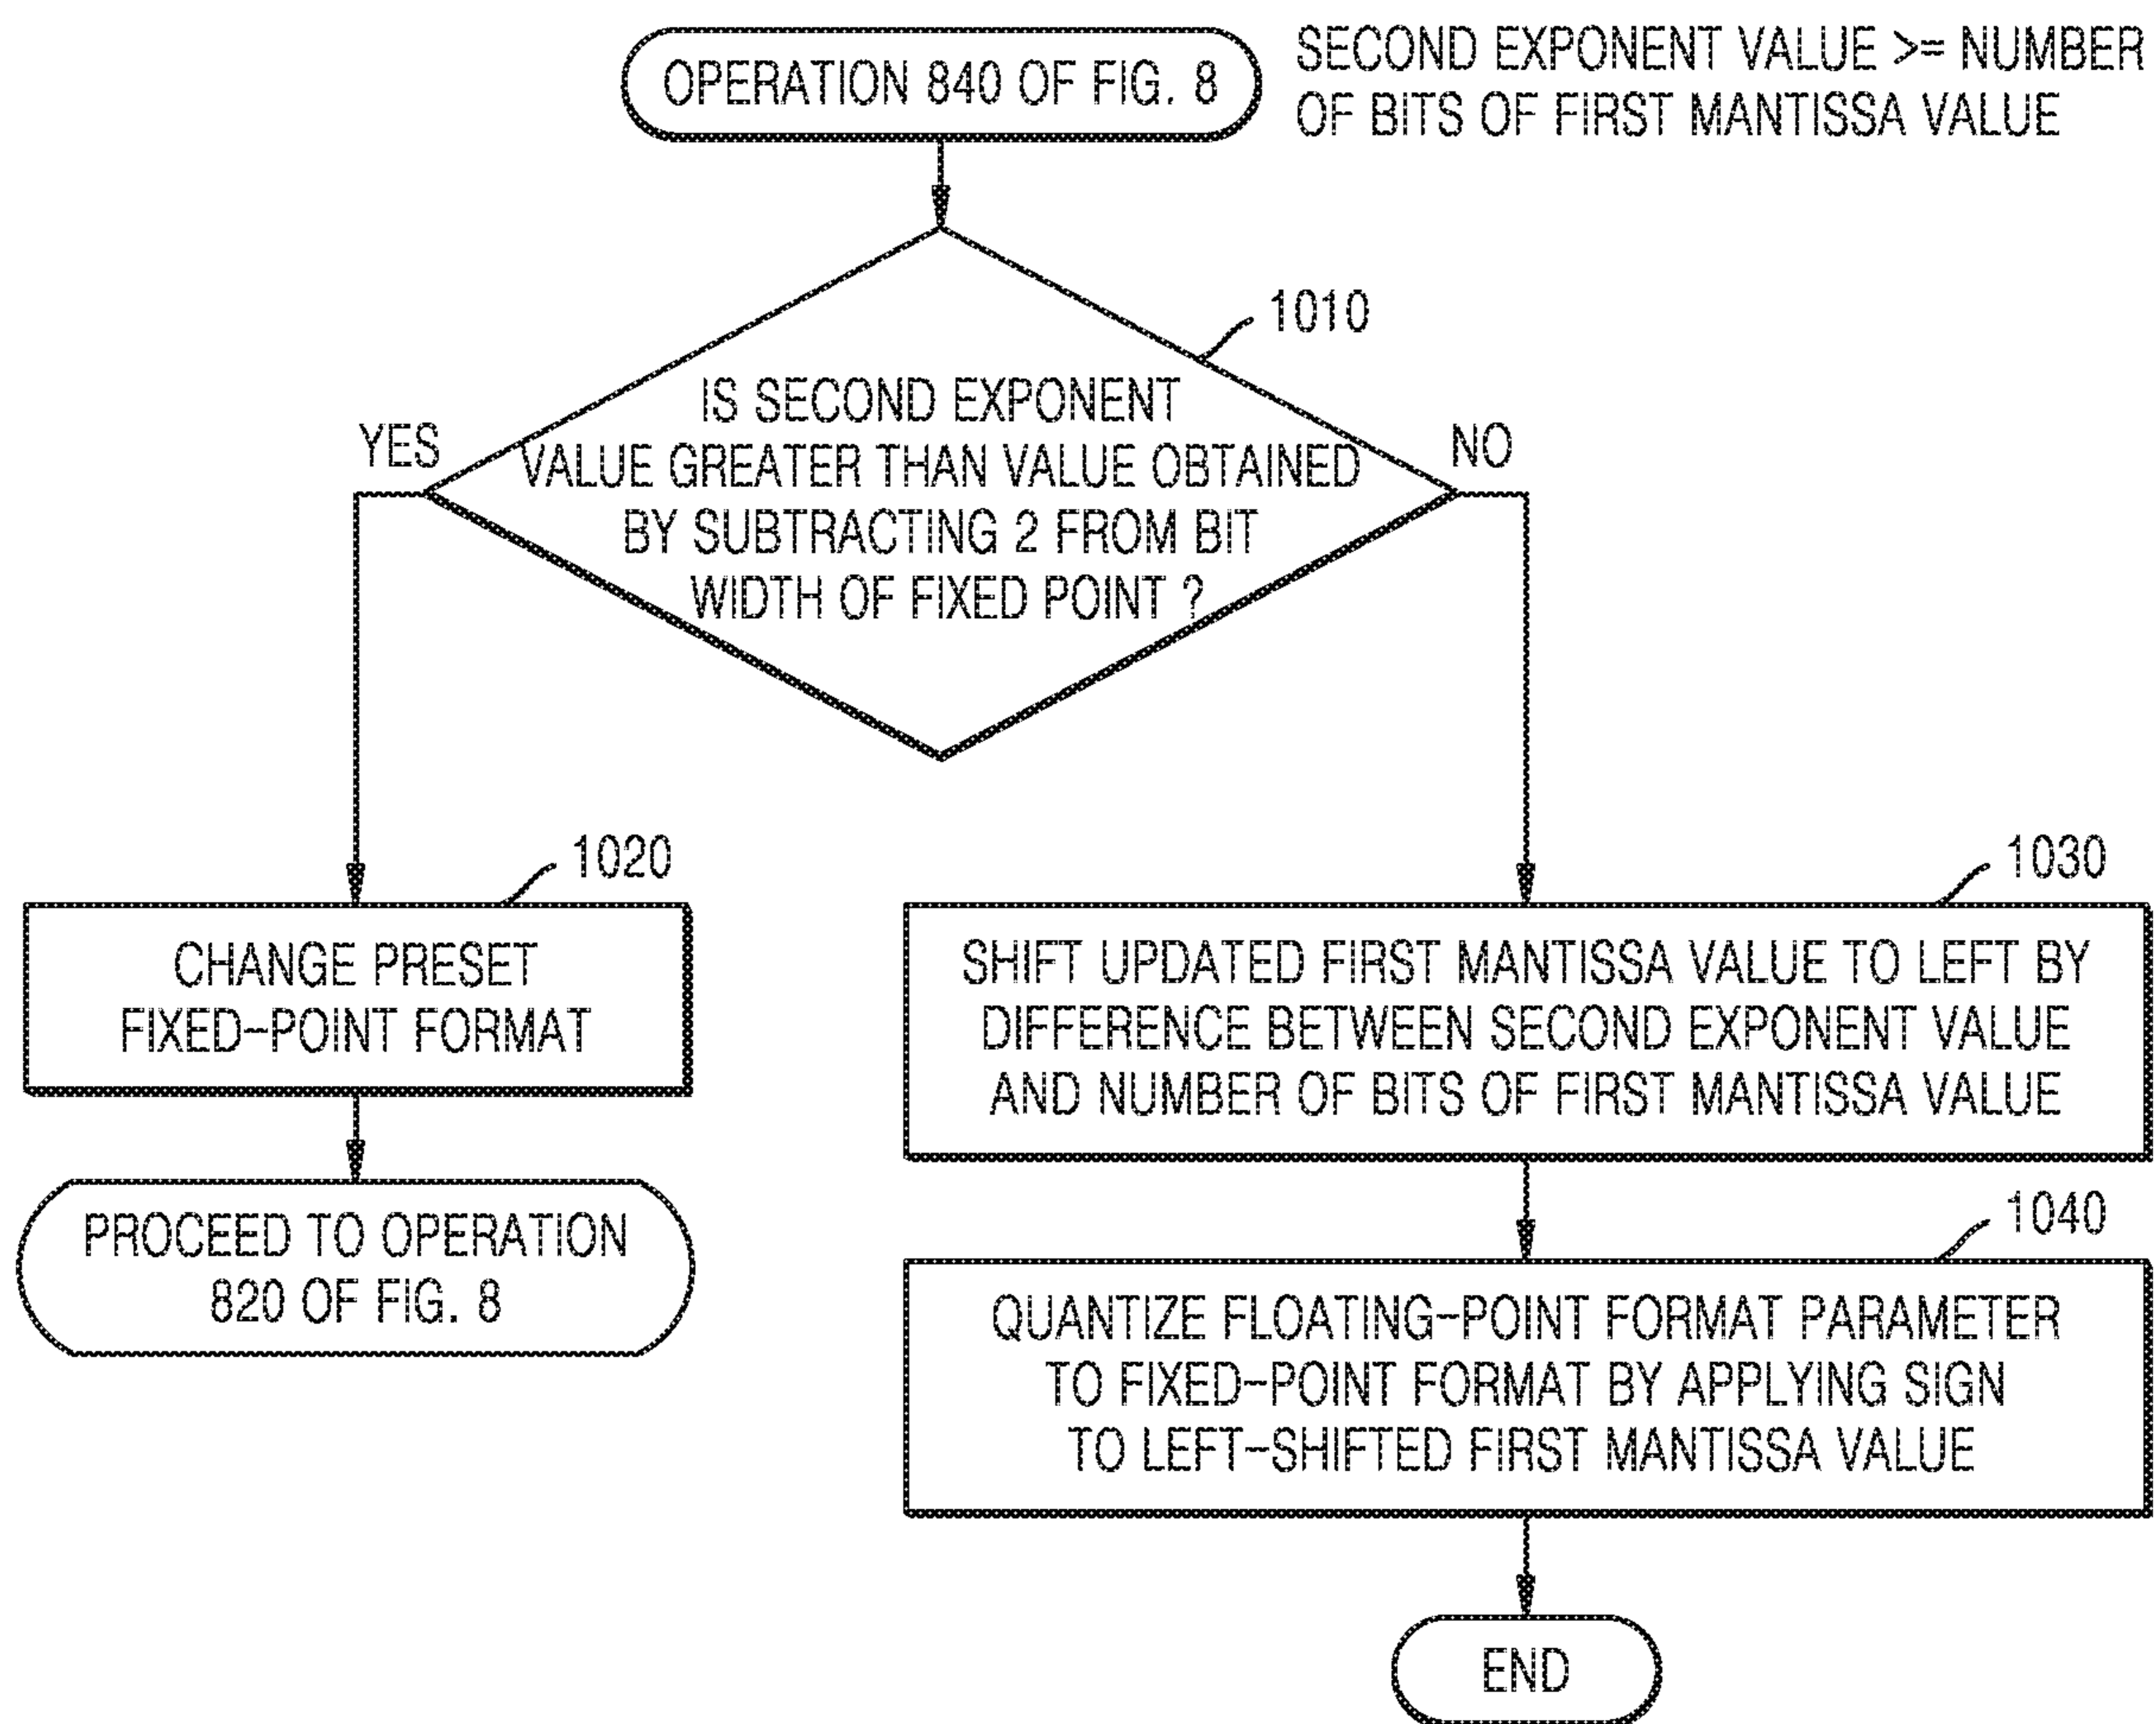 OPERATION 840 OF FIG. 8
SECOND EXPONENT VALUE >= NUMBER
OF BITS OF FIRST MANTISSA VALUE
1010
IS SECOND EXPONENT
VALUE GREATER THAN VALUE OBTAINED
BY SUBTRACTING 2 FROM BIT
WIDTH OF FIXED POINT ?
YES
NO
1020
CHANGE PRESET
FIXED-POINT FORMAT
PROCEED TO OPERATION
820 OF FIG. 8
1030
SHIFT UPDATED FIRST MANTISSA VALUE TO LEFT BY
DIFFERENCE BETWEEN SECOND EXPONENT VALUE
AND NUMBER OF BITS OF FIRST MANTISSA VALUE
1040
QUANTIZE FLOATING-POINT FORMAT PARAMETER
TO FIXED-POINT FORMAT BY APPLYING SIGN
TO LEFT-SHIFTED FIRST MANTISSA VALUE
END